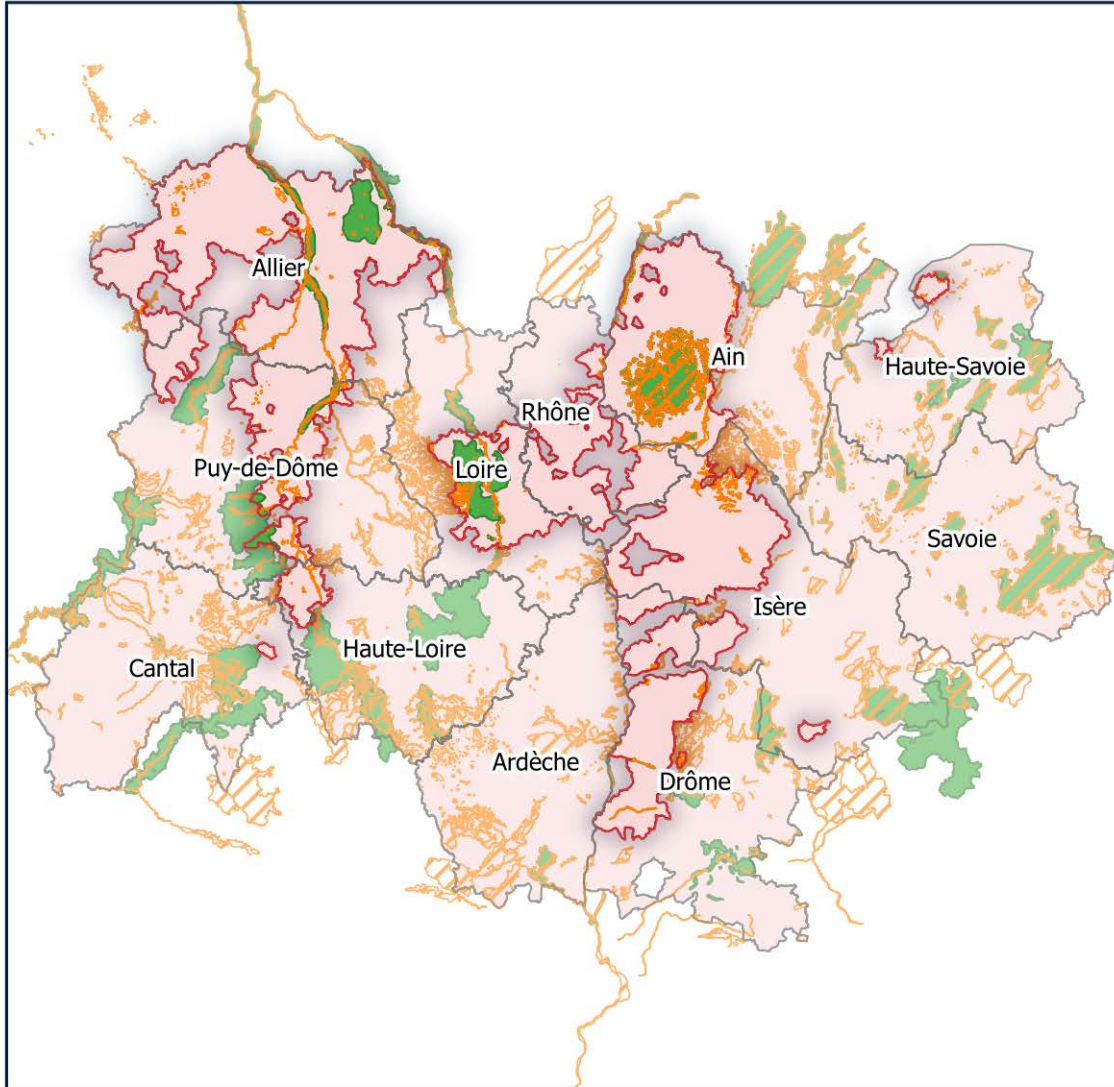 Allier
Ain
Haute-Savoie
Rhône
Puy-de-Dôme
Loire
Savoie
Isère
Haute-Loire
Cantal
Ardèche
Drôme